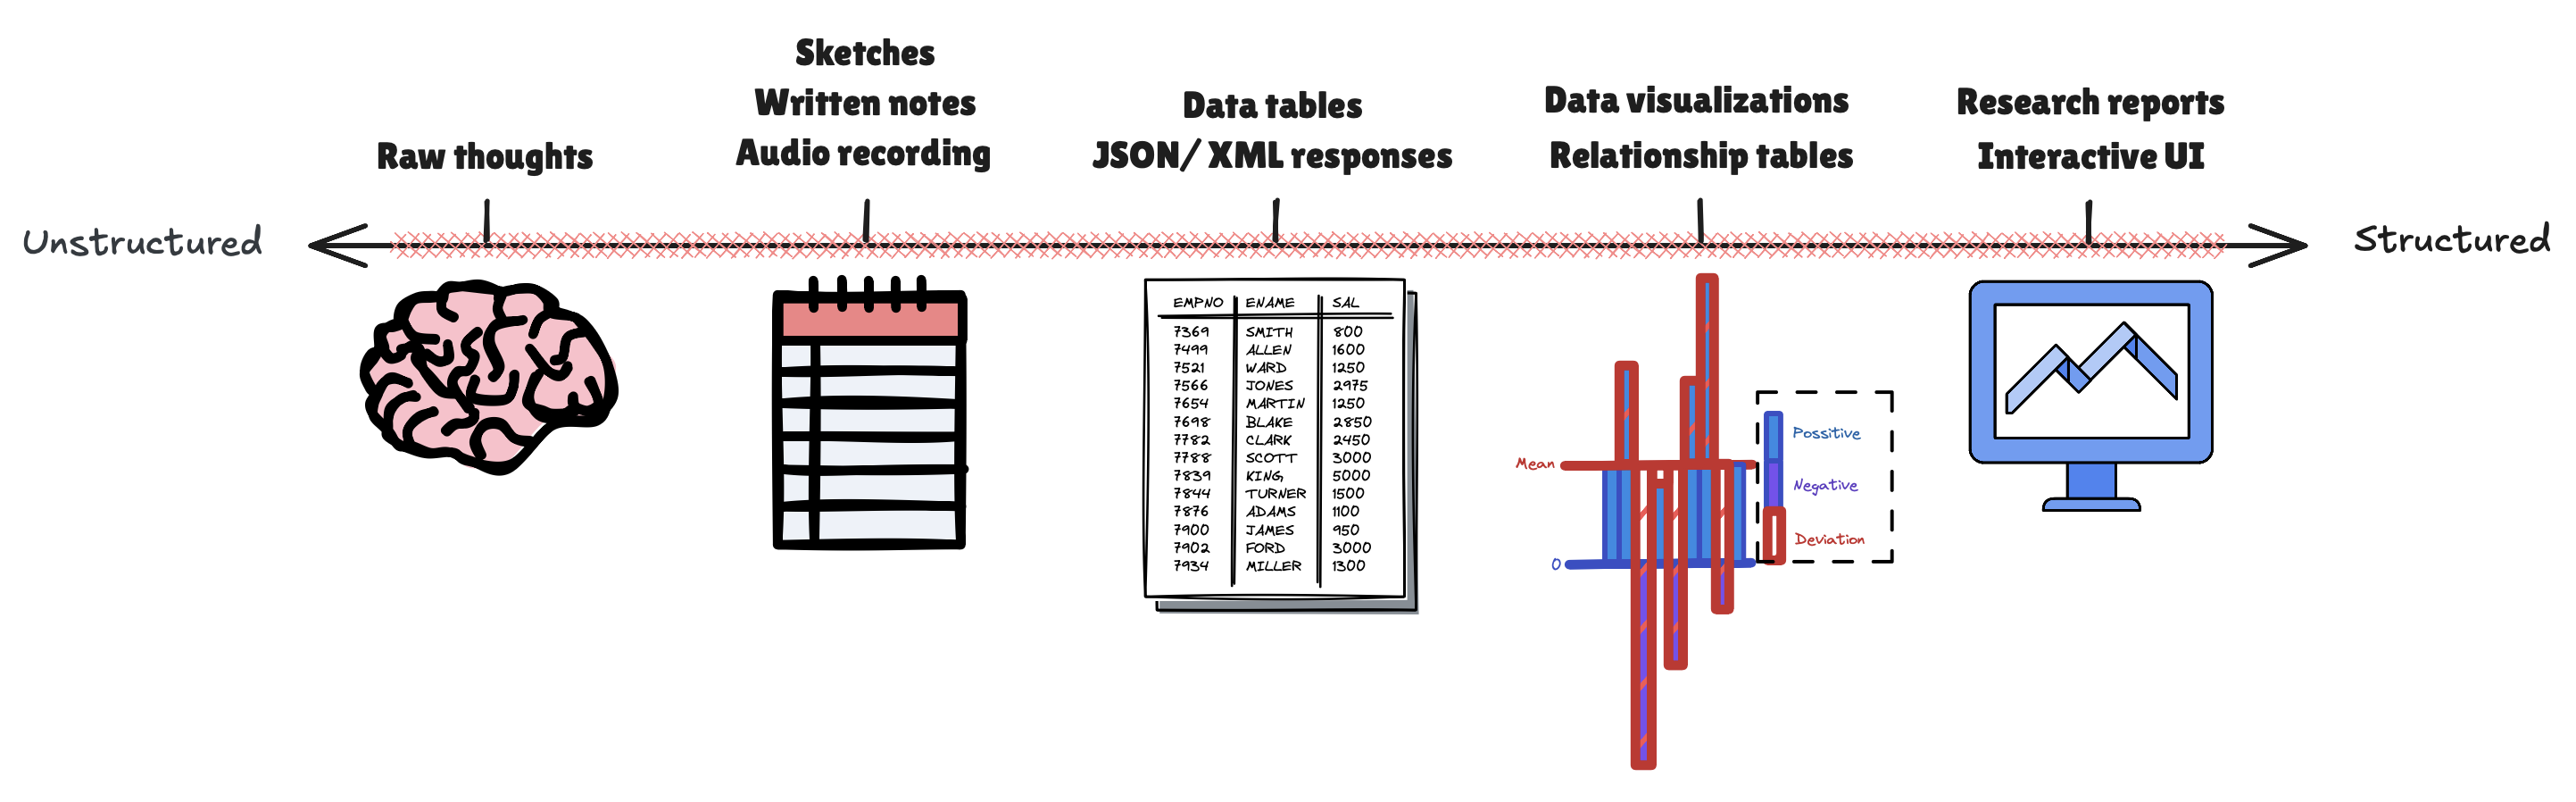 Unstructured
Raw thoughts
Sketches
Written notes
Audio recording
Data tables
JSON/ XML responses
Data visualizations
Relationship tables
Research reports
Interactive UI
Structured
EMPNO ENAME SAL
7369 SMITH 800
7499 ALLEN 1600
7521 WARD 1250
7566 JONES 2975
7654 MARTIN 1250
7698 BLAKE 2850
7782 CLARK 2450
7788 SCOTT 3000
7839 KING 5000
7844 TURNER 1500
7876 ADAMS 1100
7900 JAMES 950
7902 FORD 3000
7934 MILLER 1300
Mean
0
Possitive
Negative
Deviation